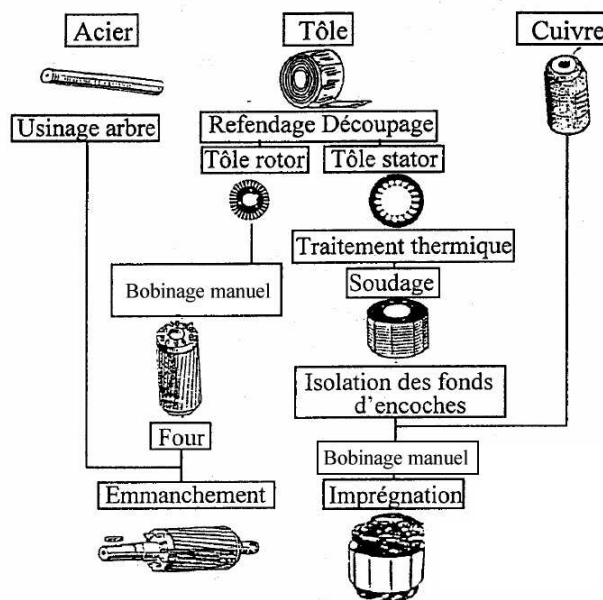 Acier
Tôle
Cuivre
Usinage arbre
Refendage Découpage
Tôle rotor
Tôle stator
Traitement thermique
Bobinage manuel
Soudage
Isolation des fonds
d'encoches
Four
Bobinage manuel
Emmanchement
Imprégnation